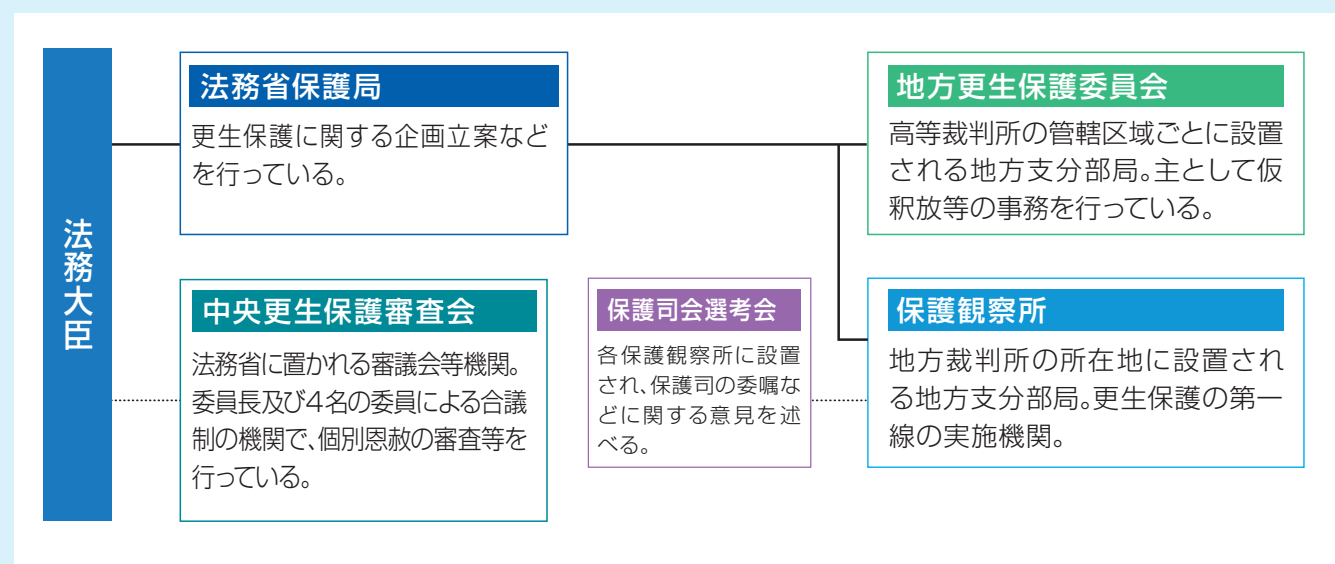 法務大臣
法務省保護局
更生保護に関する企画立案など
を行っている。
地方更生保護委員会
高等裁判所の管轄区域ごとに設置
される地方支分部局。主として仮
釈放等の事務を行っている。
中央更生保護審査会
法務省に置かれる審議会等機関。
委員長及び4名の委員による合議
制の機関で、個別恩赦の審査等を
行っている。
保護司会選考会
各保護観察所に設置
され、保護司の委嘱な
どに関する意見を述
べる。
保護観察所
地方裁判所の所在地に設置され
る地方支分部局。更生保護の第一
線の実施機関。